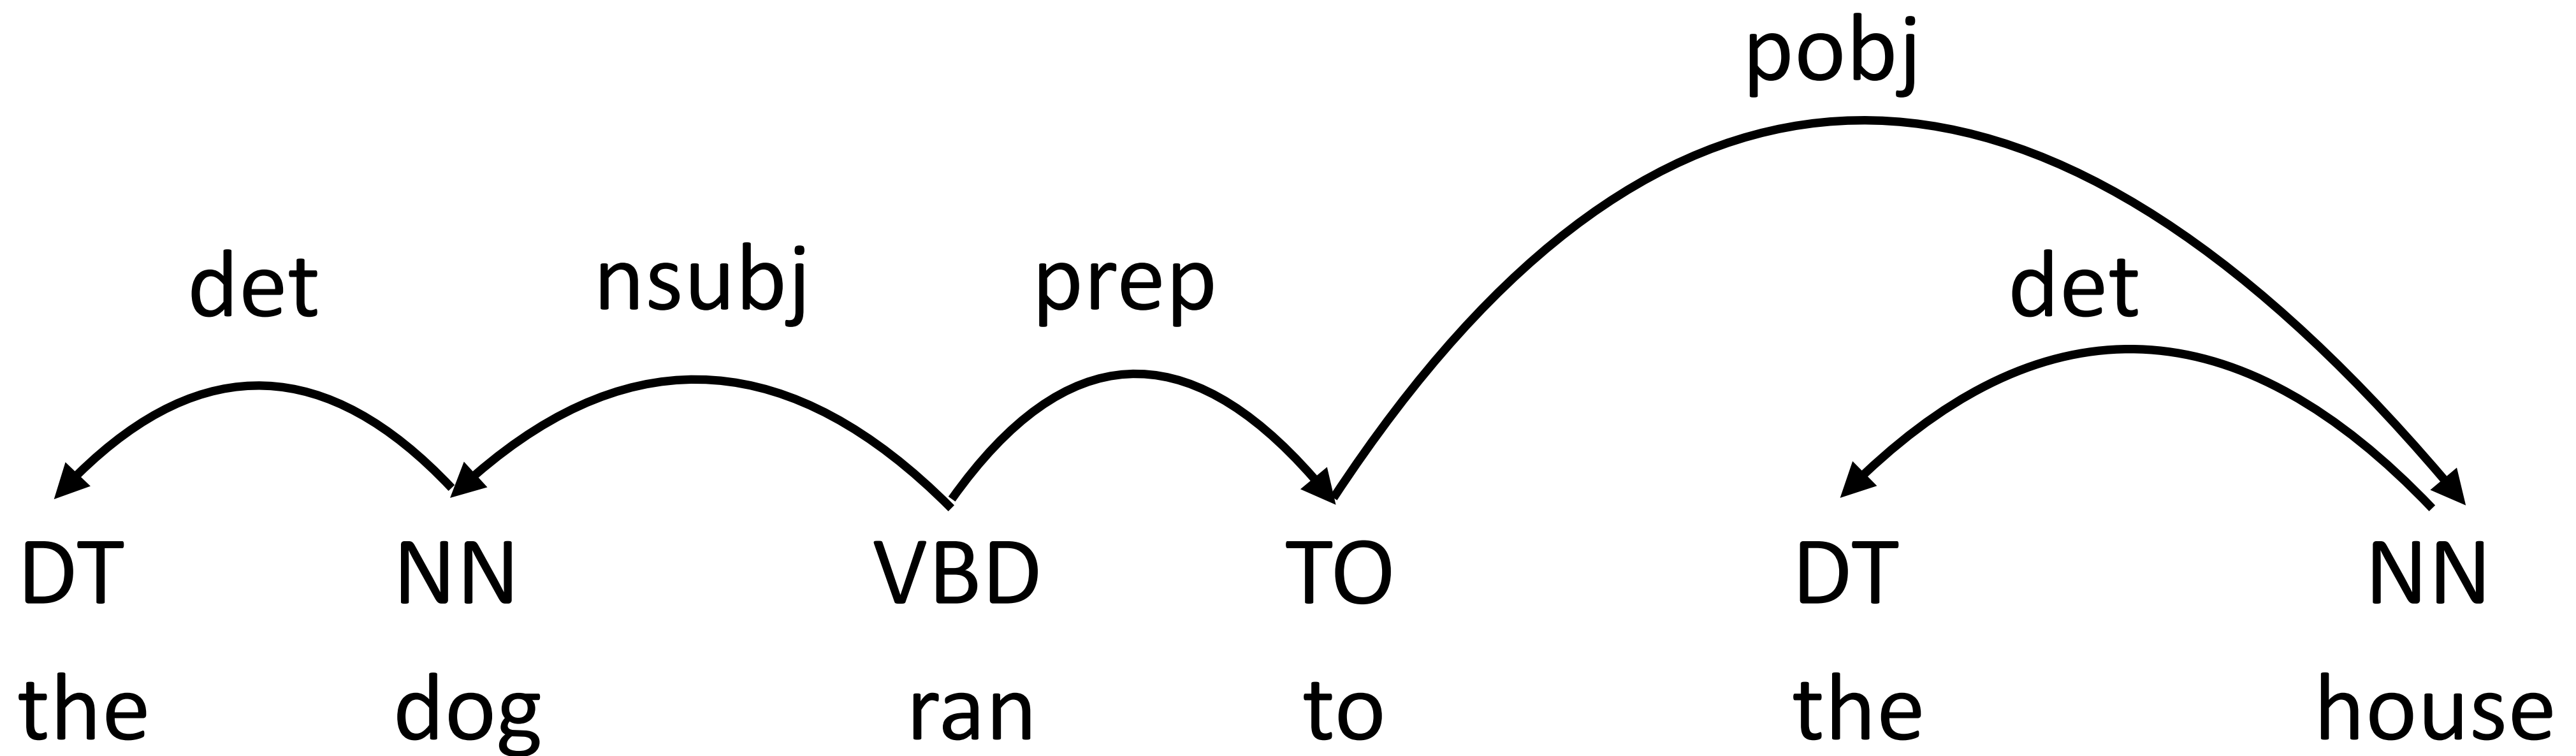 pobj
det nsubj prep det
DT NN VBD TO DT NN
the dog ran to the house